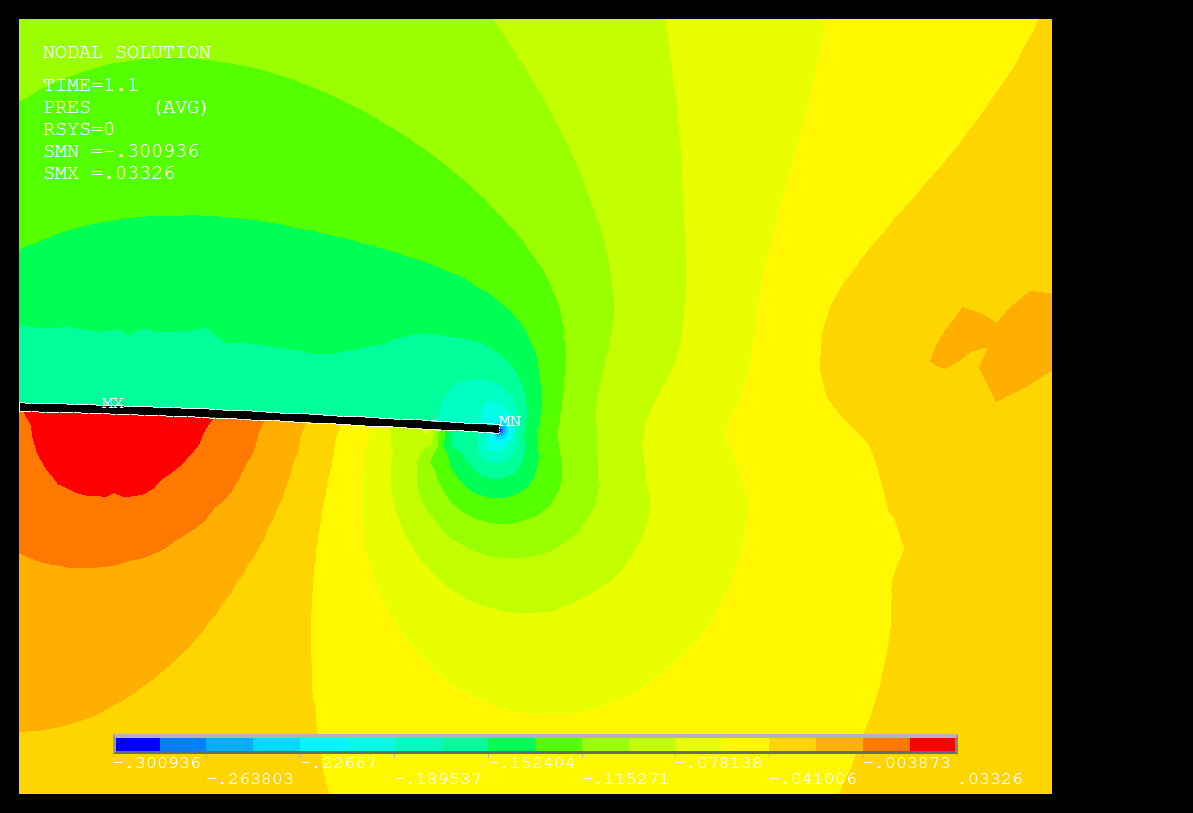 NODAL SOLUTION
TIME=1.1
PRES (AVG)
RSYS=0
SMN =-.300936
SMX =.03326
MX
MN
-.300936 -.22667 -.152404 -.078138 -.003873
-.263803 -.189537 -.115271 -.041006 .03326